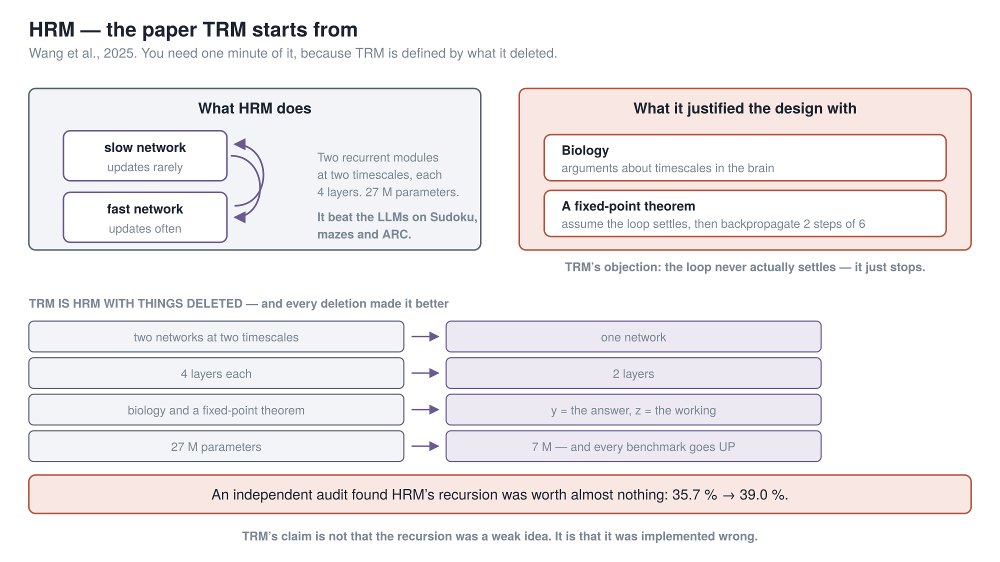 HRM — the paper TRM starts from
Wang et al., 2025. You need one minute of it, because TRM is defined by what it deleted.
What HRM does
slow network
updates rarely
fast network
updates often
Two recurrent modules
at two timescales, each
4 layers. 27 M parameters.
It beat the LLMs on Sudoku,
mazes and ARC.
What it justified the design with
Biology
arguments about timescales in the brain
A fixed-point theorem
assume the loop settles, then backpropagate 2 steps of 6
TRM’s objection: the loop never actually settles — it just stops.
TRM IS HRM WITH THINGS DELETED — and every deletion made it better
two networks at two timescales
one network
4 layers each
2 layers
biology and a fixed-point theorem
y = the answer, z = the working
27 M parameters
7 M — and every benchmark goes UP
An independent audit found HRM’s recursion was worth almost nothing: 35.7 % → 39.0 %.
TRM’s claim is not that the recursion was a weak idea. It is that it was implemented wrong.